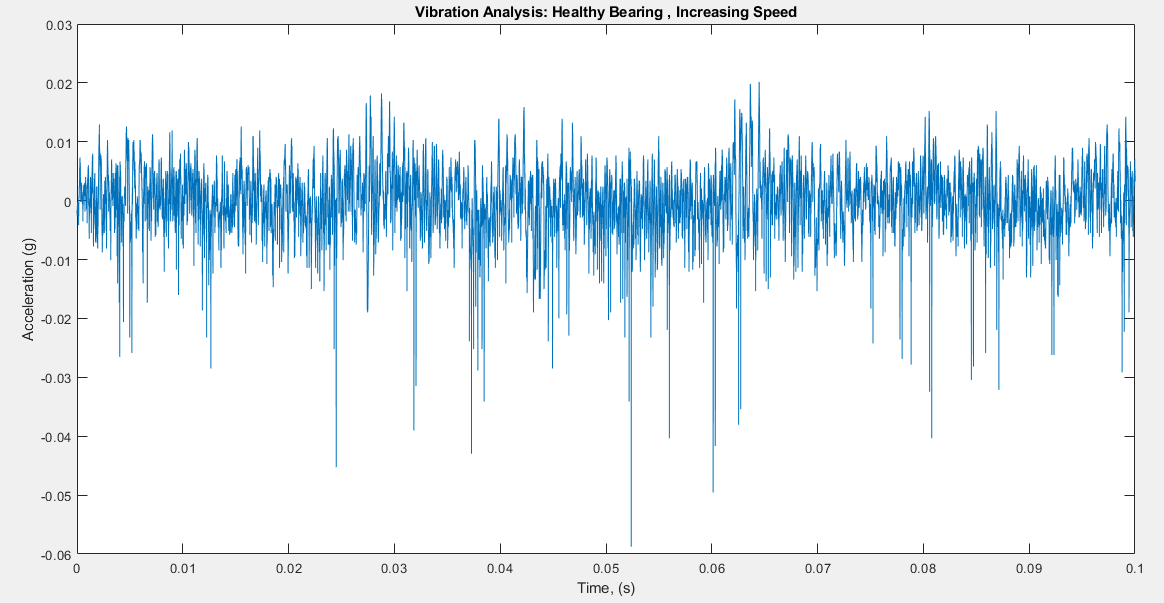 Vibration Analysis: Healthy Bearing , Increasing Speed
0.03
0.02
0.01
0
-0.01
-0.02
-0.03
-0.04
-0.05
-0.06
Acceleration (g)
0 0.01 0.02 0.03 0.04 0.05 0.06 0.07 0.08 0.09 0.1
Time, (s)